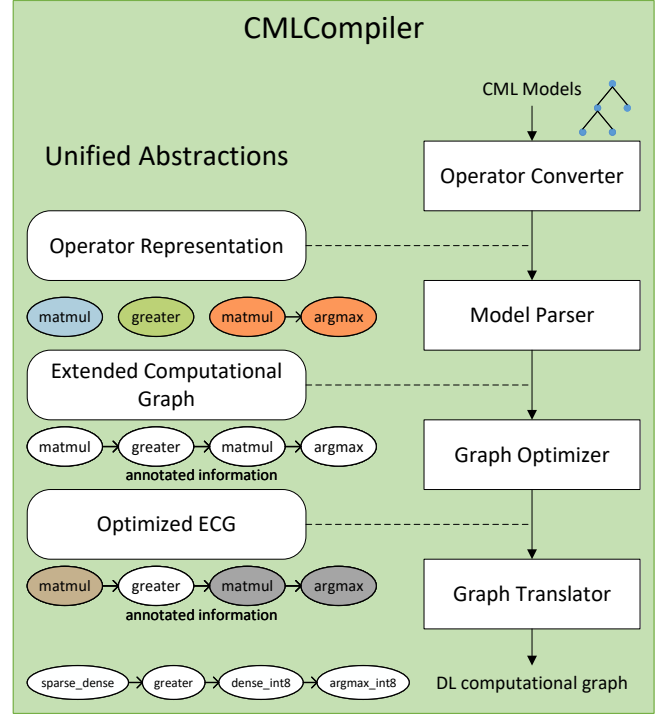 CMLCompiler
CML Models
Unified Abstractions
Operator Converter
Operator Representation
matmul greater matmul argmax
Model Parser
Extended Computational
Graph
matmul greater matmul argmax
annotated information
Graph Optimizer
Optimized ECG
matmul greater matmul argmax
annotated information
Graph Translator
sparse_dense greater dense_int8 argmax_int8
DL computational graph